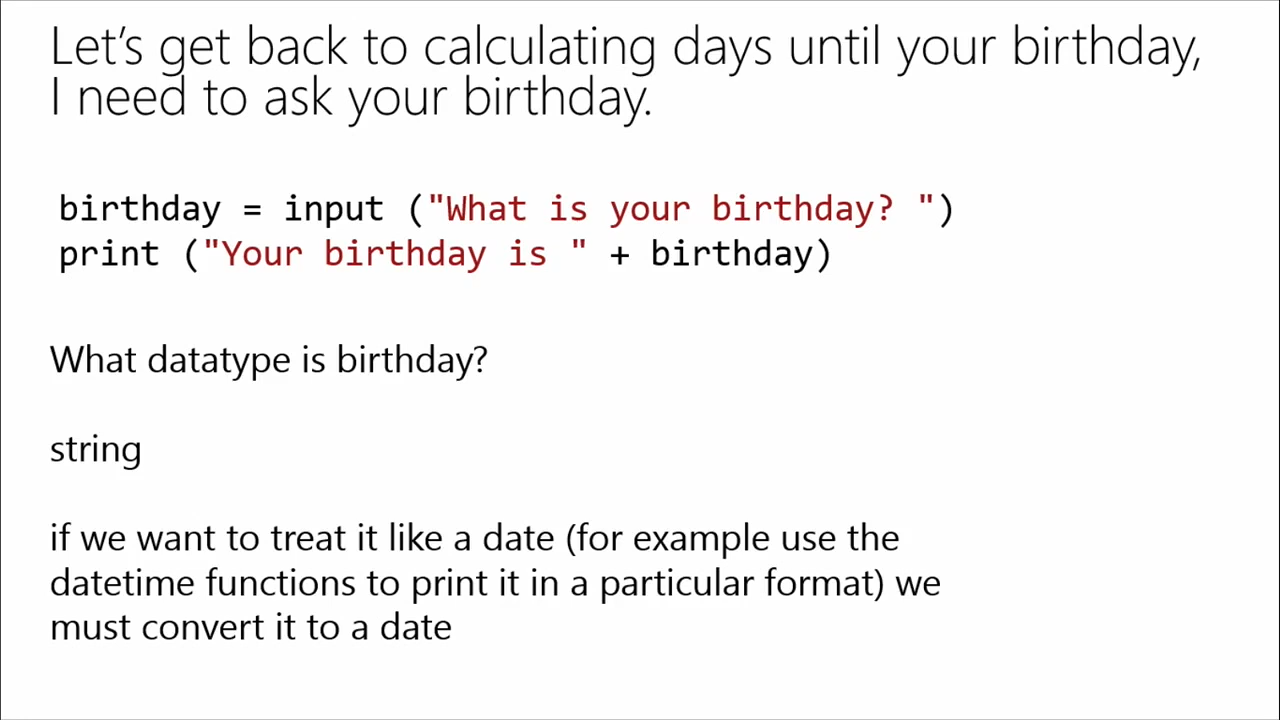 Let’s get back to calculating days until your birthday,
I need to ask your birthday.
birthday = input ("What is your birthday? ")
print ("Your birthday is " + birthday)
What datatype is birthday?
string
if we want to treat it like a date (for example use the
datetime functions to print it in a particular format) we
must convert it to a date